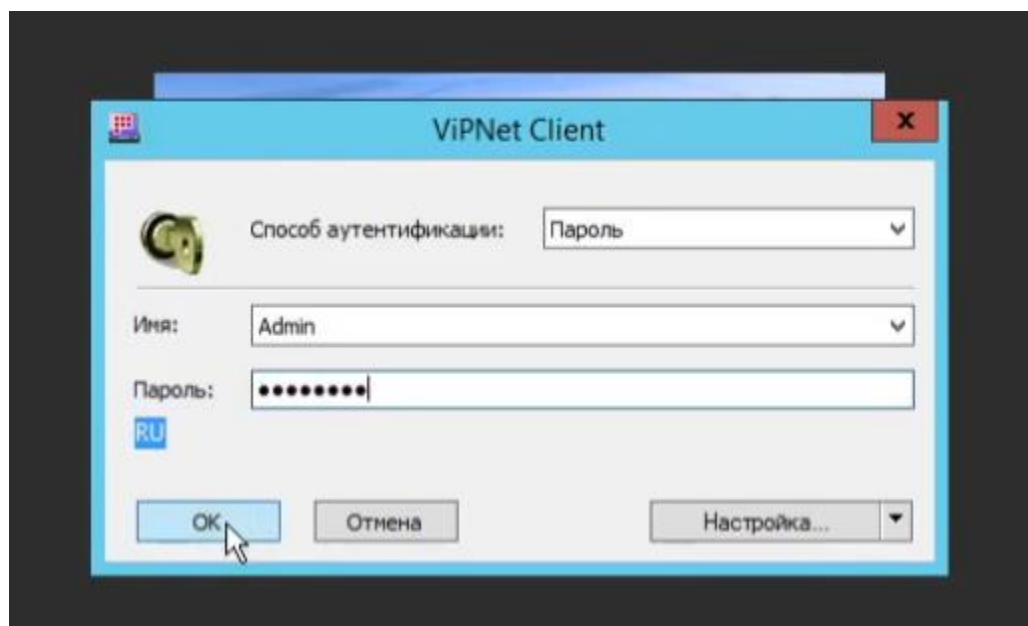 ViPNet Client
Способ аутентификации: Пароль
Имя: Admin
Пароль: ••••••••
RU
OK Отмена Настройка...